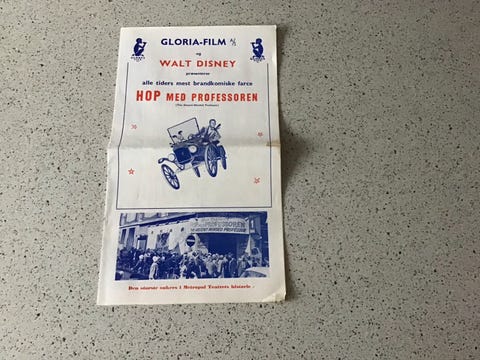 GLORIA-FILM A/S
og
WALT DISNEY
præsenterer
alle tiders mest brandkomiske farce
HOP MED PROFESSOREN
(The Absent-Minded Professor)
PROFESSOREN
Den største succes i Metropol Teatrets historie